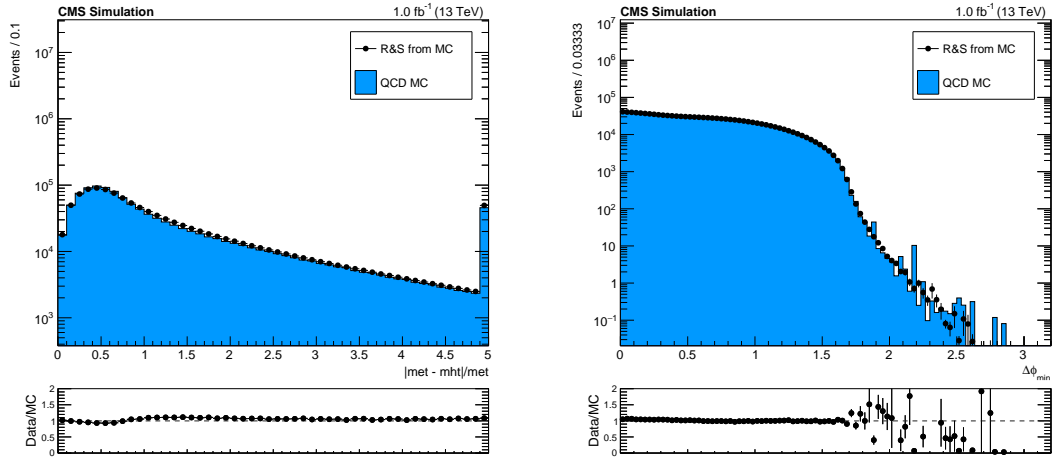 CMS Simulation 1.0 fb⁻¹ (13 TeV)
Events / 0.1
10⁷
10⁶
10⁵
10⁴
10³
R&S from MC
QCD MC
0 0.5 1 1.5 2 2.5 3 3.5 4 4.5 5
|met - mht|/met
Data/MC
2
1.5
1
0.5
0
CMS Simulation 1.0 fb⁻¹ (13 TeV)
Events / 0.03333
10⁷
10⁶
10⁵
10⁴
10³
10²
10
1
10⁻¹
R&S from MC
QCD MC
0 0.5 1 1.5 2 2.5 3
Δϕ_min
Data/MC
2
1.5
1
0.5
0